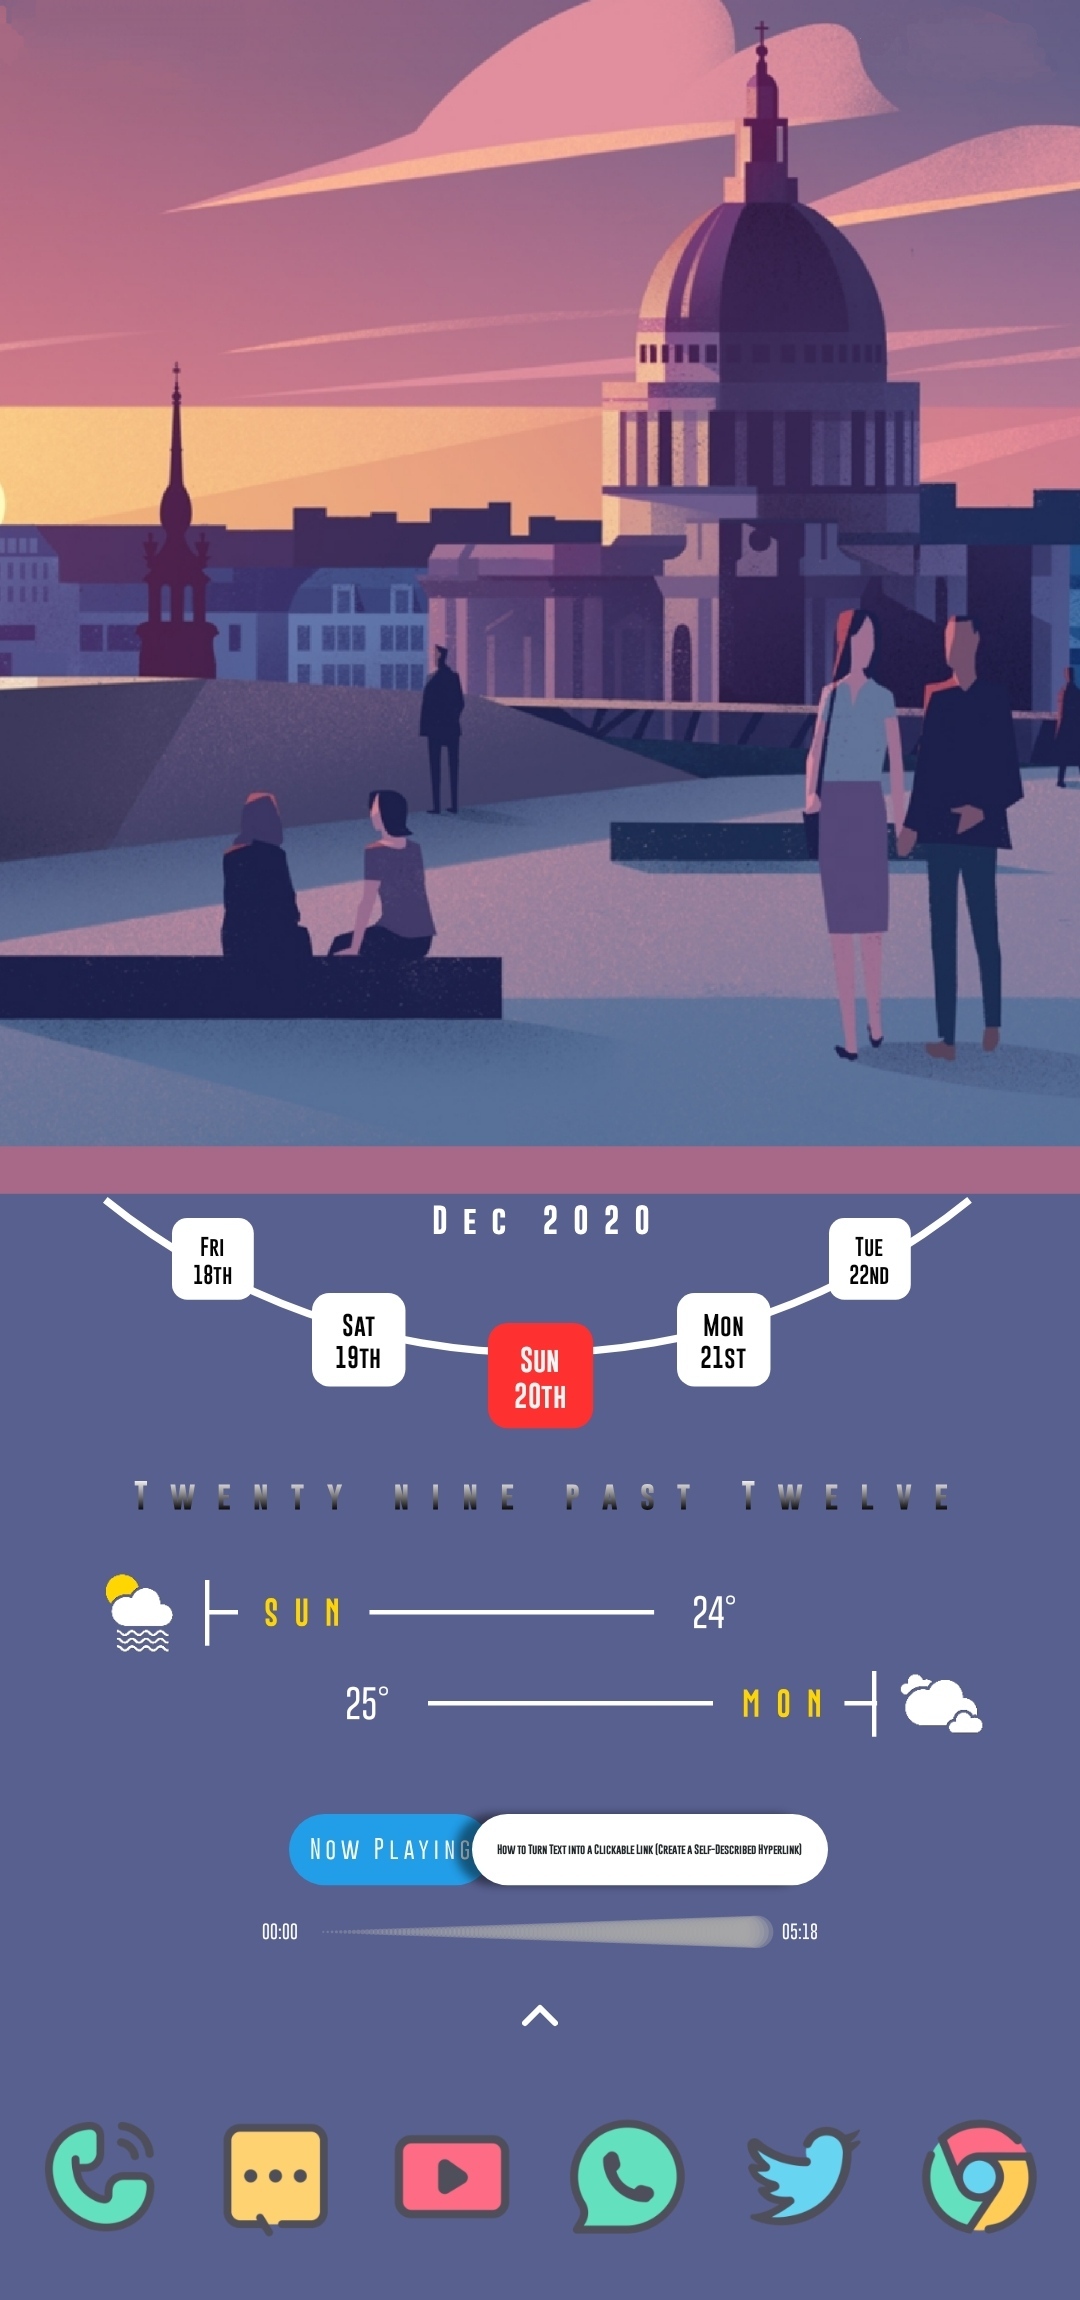 DEC 2020
FRI
18TH
SAT
19TH
SUN
20TH
MON
21ST
TUE
22ND
TWENTY NINE PAST TWELVE
SUN 24°
25° MON
NOW PLAYING HOW TO TURN TEXT INTO A CLICKABLE LINK (CREATE A SELF-DESCRIBED HYPERLINK)
00:00 05:18